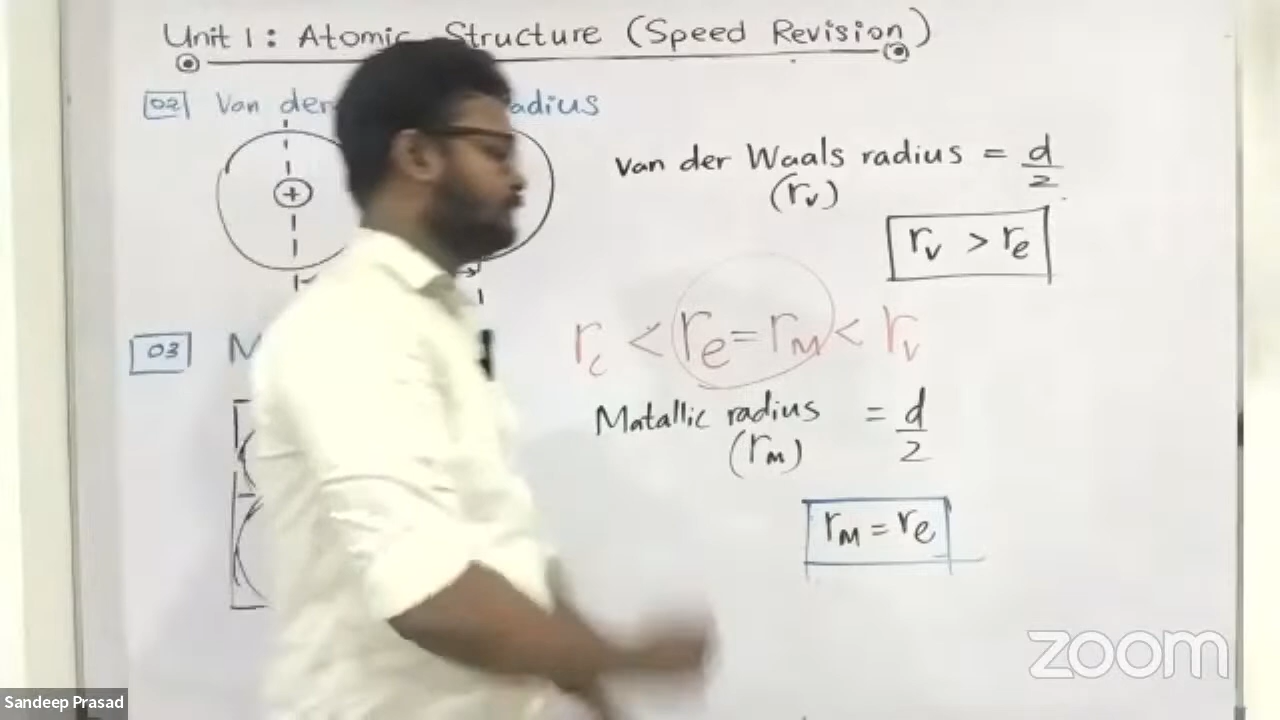 Unit 1: Atomic Structure (Speed Revision)
02 Van der adius
van der Waals radius = d/2
(rv)
rv > re
rc < re = rM < rv
03 M
Matallic radius = d/2
(rM)
rM = re
zoom
Sandeep Prasad